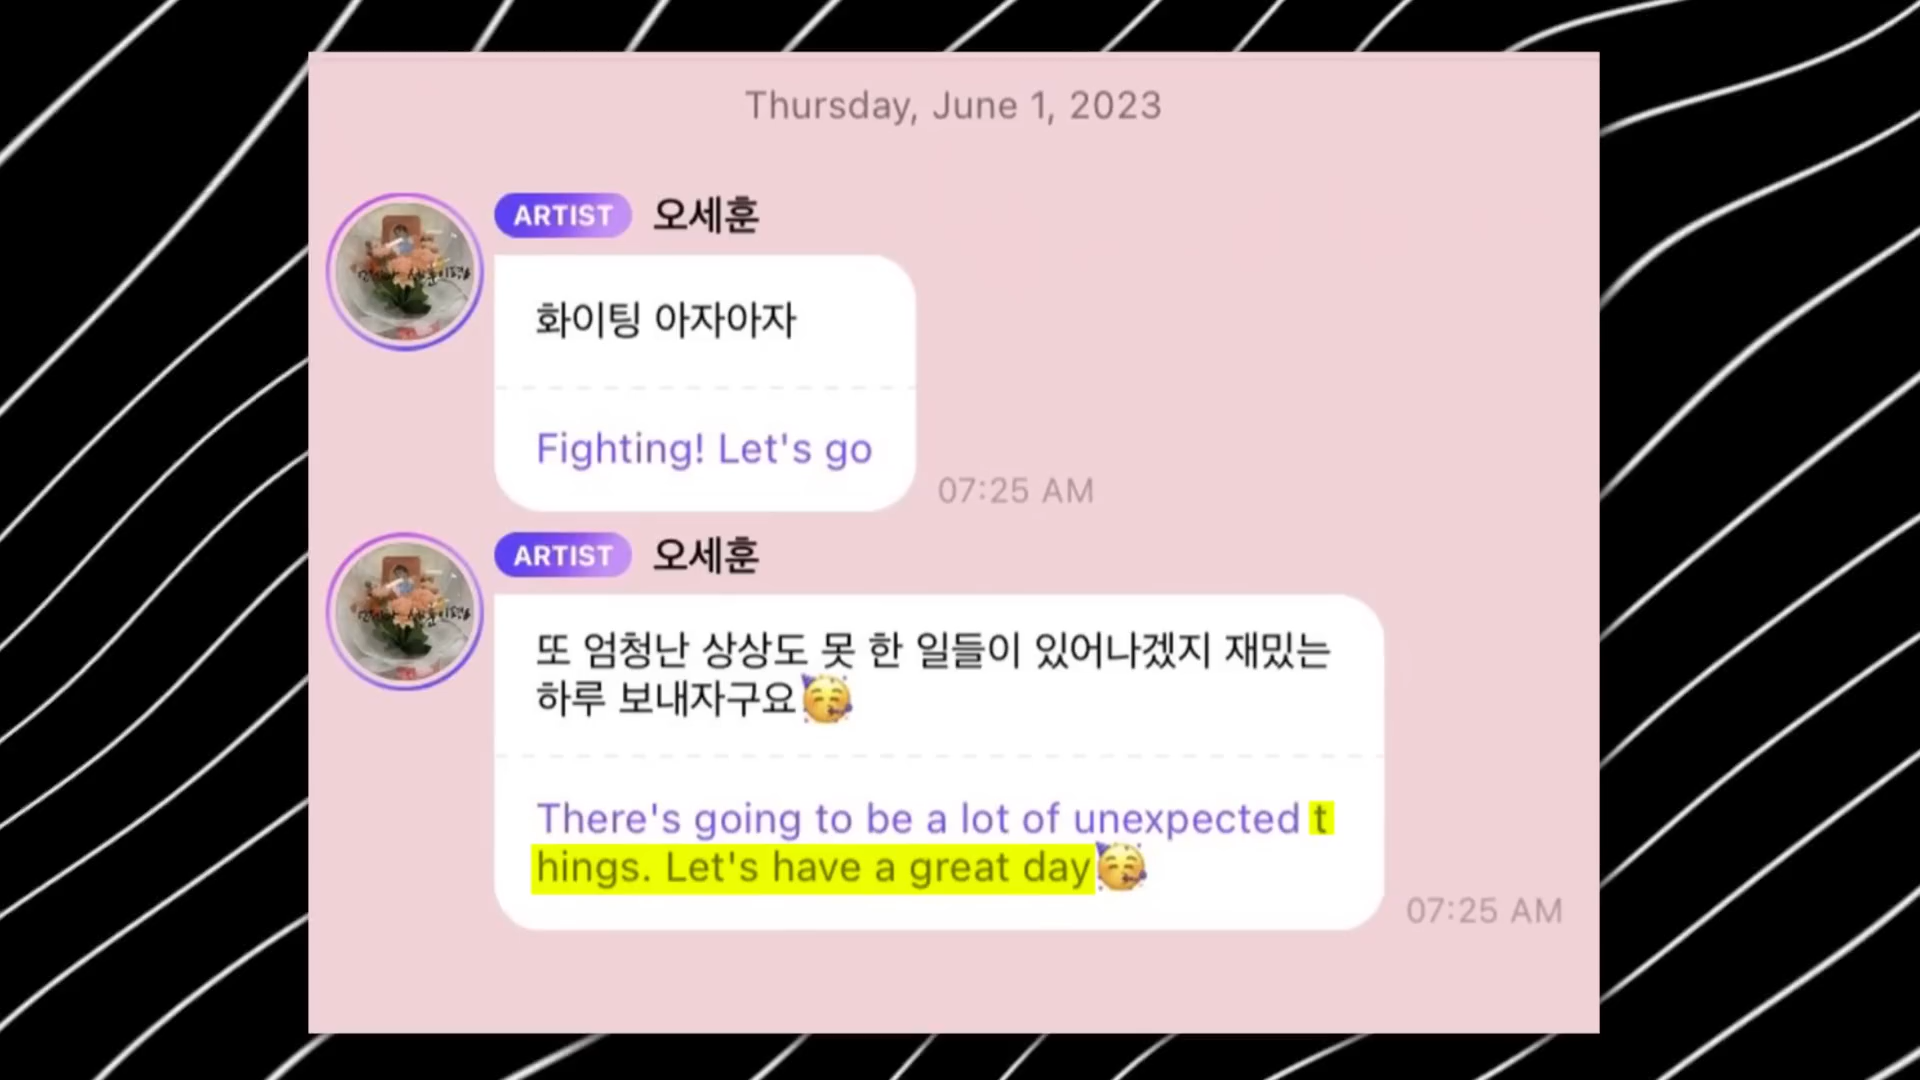 Thursday, June 1, 2023
ARTIST 오세훈
화이팅 아자아자
Fighting! Let's go
07:25 AM
ARTIST 오세훈
또 엄청난 상상도 못 한 일들이 있어나겠지 재밌는
하루 보내자구요🥳
There's going to be a lot of unexpected t
hings. Let's have a great day🥳
07:25 AM